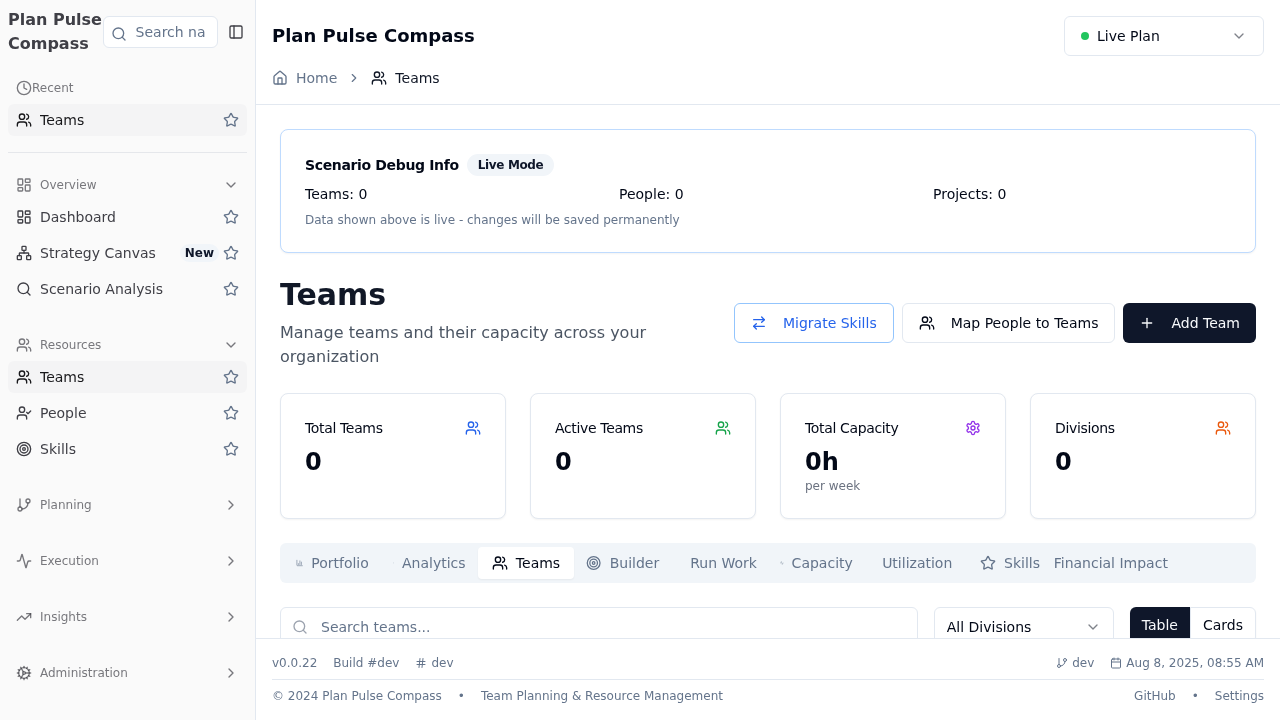 Plan Pulse Compass
Search na
Recent
Teams
Overview
Dashboard
Strategy Canvas New
Scenario Analysis
Resources
Teams
People
Skills
Planning
Execution
Insights
Administration
Plan Pulse Compass
Live Plan
Home Teams
Scenario Debug Info Live Mode
Teams: 0 People: 0 Projects: 0
Data shown above is live - changes will be saved permanently
Teams
Manage teams and their capacity across your
organization
Migrate Skills Map People to Teams Add Team
Total Teams
0
Active Teams
0
Total Capacity
0h
per week
Divisions
0
Portfolio Analytics Teams Builder Run Work Capacity Utilization Skills Financial Impact
Search teams... All Divisions Table Cards
v0.0.22 Build #dev # dev dev Aug 8, 2025, 08:55 AM
© 2024 Plan Pulse Compass • Team Planning & Resource Management GitHub • Settings